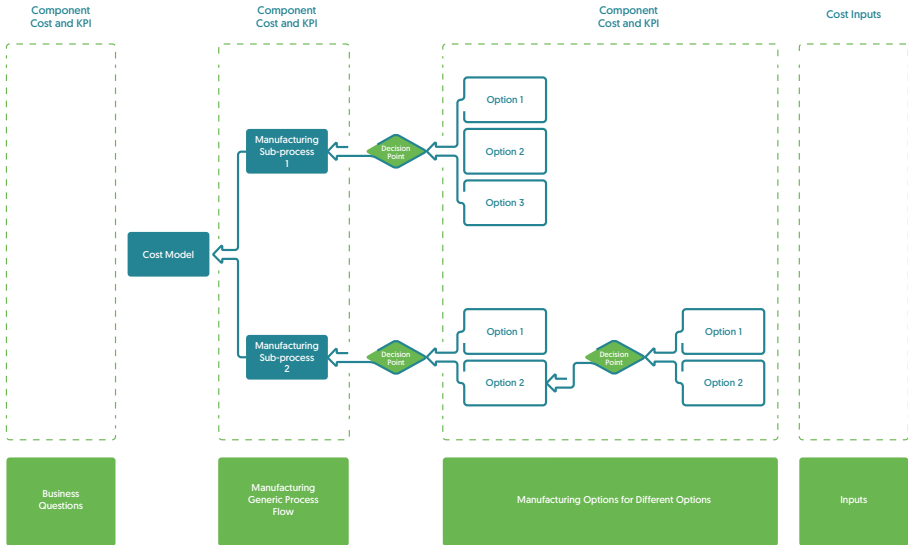 Component
Cost and KPI
Component
Cost and KPI
Component
Cost and KPI
Cost Inputs
Option 1
Manufacturing
Sub-process
1
Decision
Point
Option 2
Option 3
Cost Model
Manufacturing
Sub-process
2
Decision
Point
Option 1
Option 2
Decision
Point
Option 1
Option 2
Business
Questions
Manufacturing
Generic Process
Flow
Manufacturing Options for Different Options
Inputs